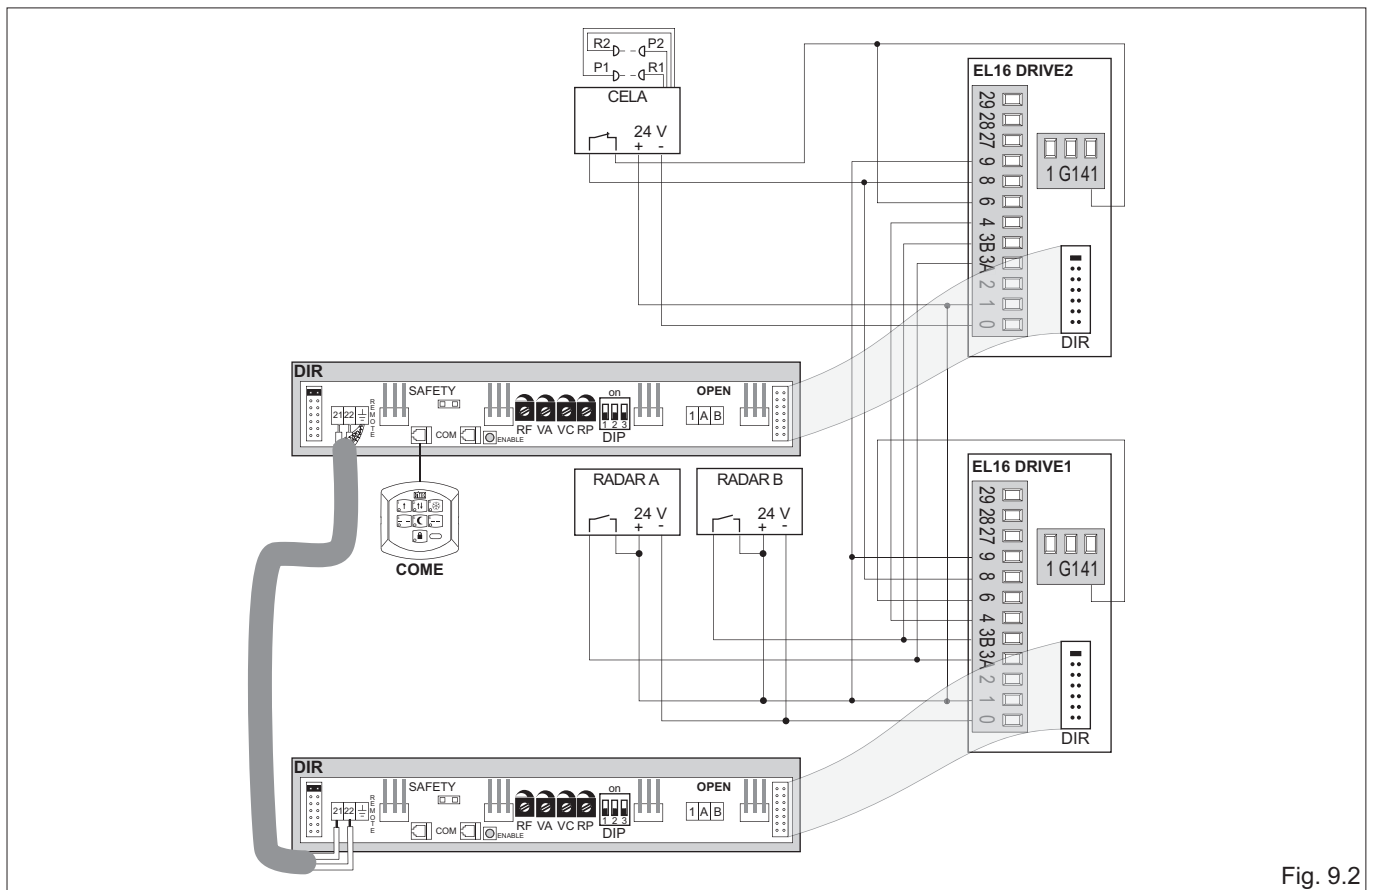 R2 P2
P1 R1
CELA
24 V
+ -
EL16 DRIVE2
29
28
27
9
8
6
4
3B
3A
2
1
0
1 G1 41
DIR
DIR
SAFETY
21 22
REMOTE
COM
ENABLE
RF VA VC RP
on
1 2 3
DIP
OPEN
1 A B
COME
RADAR A
24 V
+ -
RADAR B
24 V
+ -
EL16 DRIVE1
29
28
27
9
8
6
4
3B
3A
2
1
0
1 G1 41
DIR
DIR
SAFETY
21 22
REMOTE
COM
ENABLE
RF VA VC RP
on
1 2 3
DIP
OPEN
1 A B
Fig. 9.2